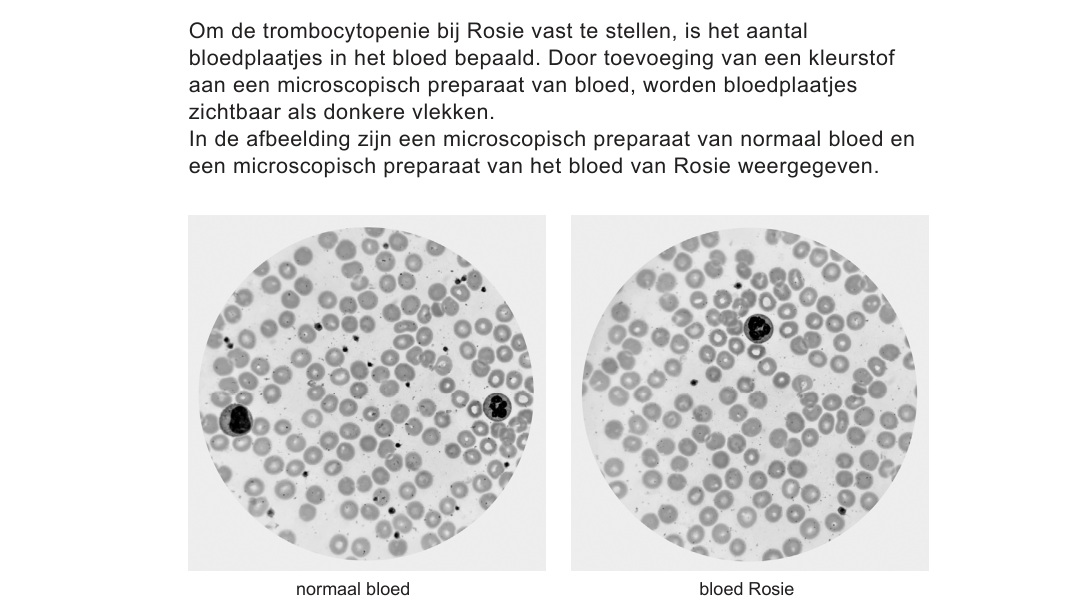 Om de trombocytopenie bij Rosie vast te stellen, is het aantal
bloedplaatjes in het bloed bepaald. Door toevoeging van een kleurstof
aan een microscopisch preparaat van bloed, worden bloedplaatjes
zichtbaar als donkere vlekken.
In de afbeelding zijn een microscopisch preparaat van normaal bloed en
een microscopisch preparaat van het bloed van Rosie weergegeven.
normaal bloed
bloed Rosie